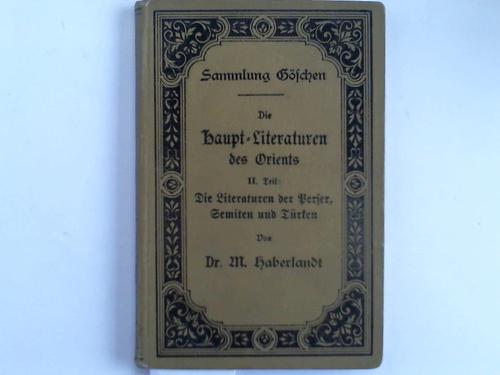 Sammlung Göschen
Die
Haupt-Literaturen
des Orients
II. Teil:
Die Literaturen der Perser,
Semiten und Türken
Von
Dr. M. Haberlandt